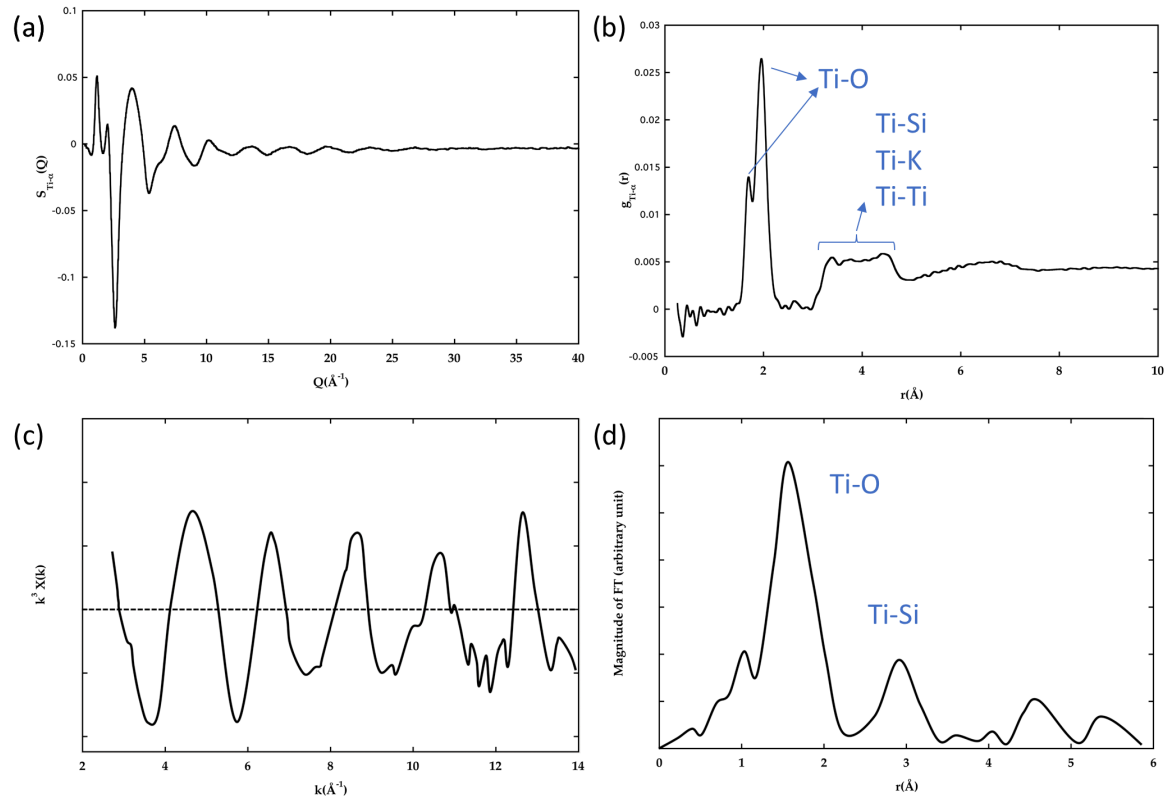 (a)
0.1
0.05
0
-0.05
-0.1
-0.15
S Ti-α (Q)
0 5 10 15 20 25 30 35 40
Q(Å-1)
(b)
0.03
0.025
0.02
0.015
0.01
0.005
0
-0.005
g Ti-α (r)
Ti-O
Ti-Si
Ti-K
Ti-Ti
0 2 4 6 8 10
r(Å)
(c)
k3 X(k)
2 4 6 8 10 12 14
k(Å-1)
(d)
Magnitude of FT (arbitrary unit)
Ti-O
Ti-Si
0 1 2 3 4 5 6
r(Å)